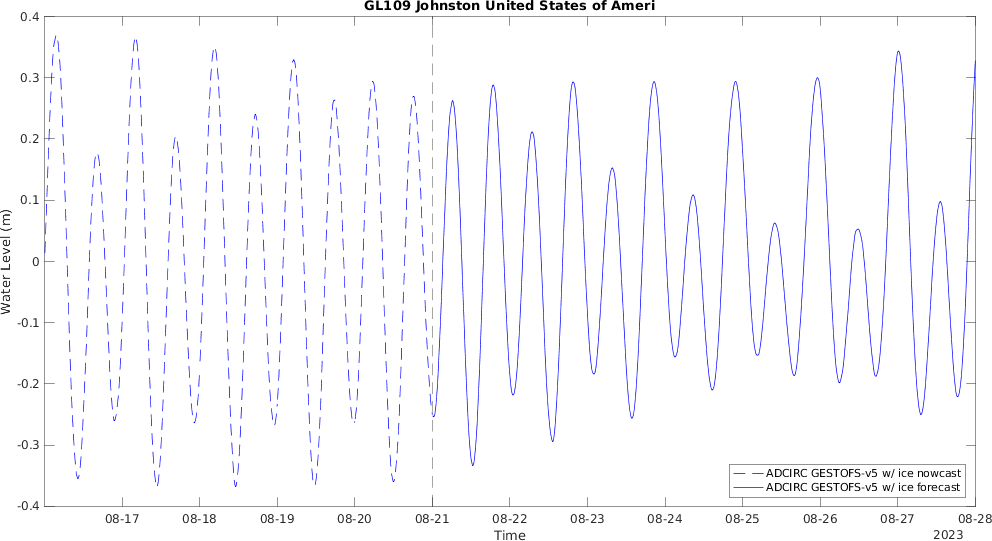 GL109 Johnston United States of Ameri
0.4
0.3
0.2
0.1
0
-0.1
-0.2
-0.3
-0.4
Water Level (m)
ADCIRC GESTOFS-v5 w/ ice nowcast
ADCIRC GESTOFS-v5 w/ ice forecast
08-17 08-18 08-19 08-20 08-21 08-22 08-23 08-24 08-25 08-26 08-27 08-28
Time
2023